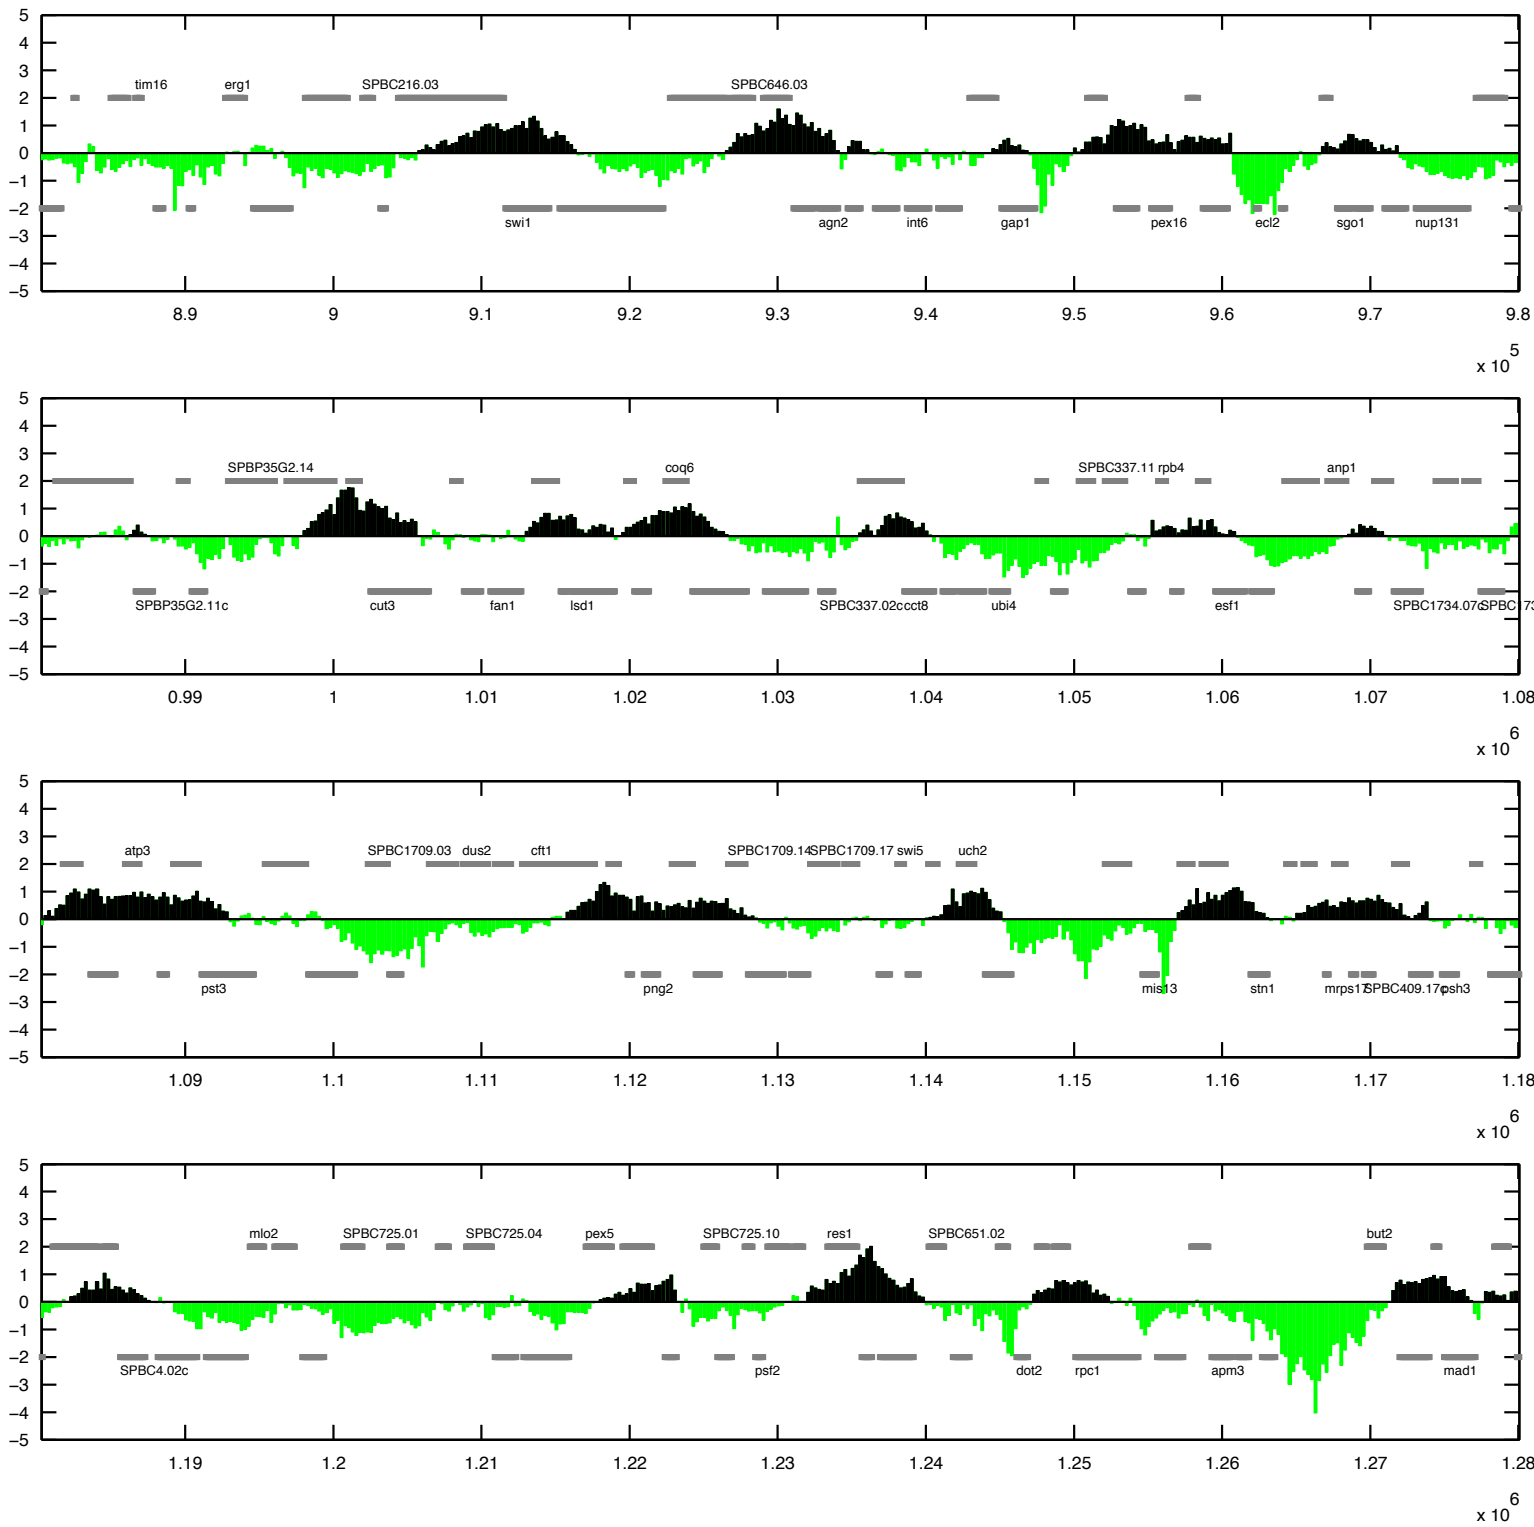 5
4
3
2
1
0
−1
−2
−3
−4
−5
tim16 erg1 SPBC216.03 SPBC646.03
swi1 agn2 int6 gap1 pex16 ecl2 sgo1 nup131
8.9 9 9.1 9.2 9.3 9.4 9.5 9.6 9.7 9.8
x 10^5
5
4
3
2
1
0
−1
−2
−3
−4
−5
SPBP35G2.14 coq6 SPBC337.11 rpb4 anp1
SPBP35G2.11c cut3 fan1 lsd1 SPBC337.02c cct8 ubi4 esf1 SPBC1734.07c SPBC173
0.99 1 1.01 1.02 1.03 1.04 1.05 1.06 1.07 1.08
x 10^6
5
4
3
2
1
0
−1
−2
−3
−4
−5
atp3 SPBC1709.03 dus2 cft1 SPBC1709.14 SPBC1709.17 swi5 uch2
pst3 png2 mis13 stn1 mrps17 SPBC409.17c psh3
1.09 1.1 1.11 1.12 1.13 1.14 1.15 1.16 1.17 1.18
x 10^6
5
4
3
2
1
0
−1
−2
−3
−4
−5
mlo2 SPBC725.01 SPBC725.04 pex5 SPBC725.10 res1 SPBC651.02 but2
SPBC4.02c psf2 dot2 rpc1 apm3 mad1
1.19 1.2 1.21 1.22 1.23 1.24 1.25 1.26 1.27 1.28
x 10^6